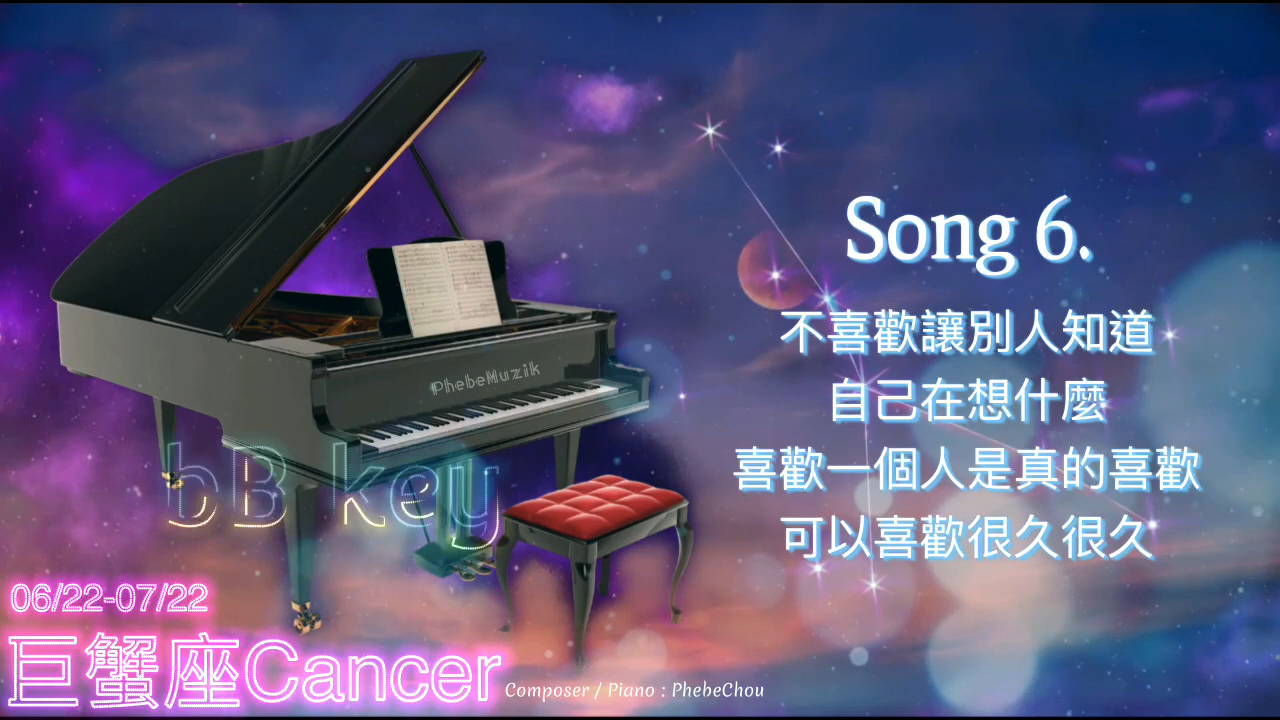 Song 6.
不喜歡讓別人知道
自己在想什麼
喜歡一個人是真的喜歡
可以喜歡很久很久
PhebeMuzik
bB key
06/22-07/22
巨蟹座Cancer
Composer / Piano : PhebeChou